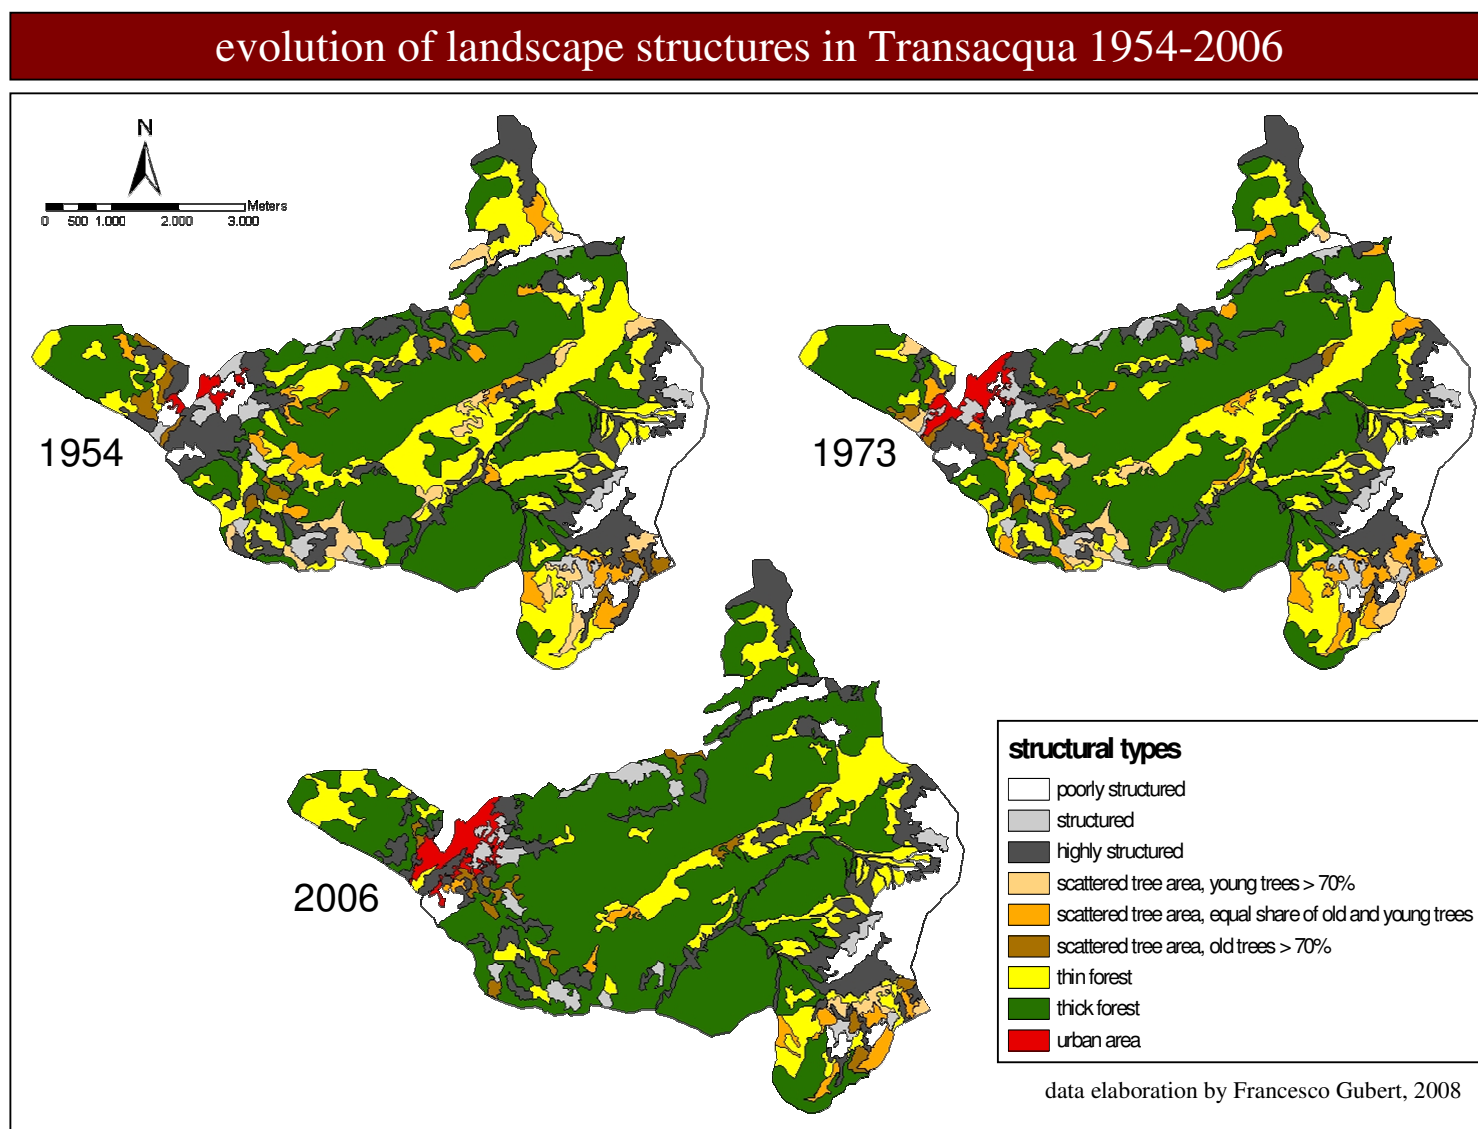 evolution of landscape structures in Transacqua 1954-2006
N
Meters
0 500 1.000 2.000 3.000
1954
1973
2006
structural types
poorly structured
structured
highly structured
scattered tree area, young trees > 70%
scattered tree area, equal share of old and young trees
scattered tree area, old trees > 70%
thin forest
thick forest
urban area
data elaboration by Francesco Gubert, 2008